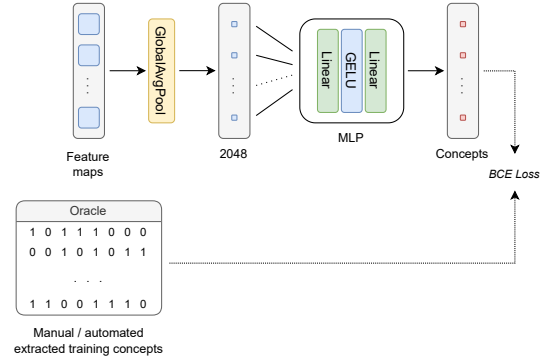 GlobalAvgPool
Linear
GELU
Linear
MLP
Feature
maps
2048
Concepts
BCE Loss
Oracle
1 0 1 1 1 0 0 0
0 0 1 0 1 0 1 1
. . .
1 1 0 0 1 1 1 0
Manual / automated
extracted training concepts